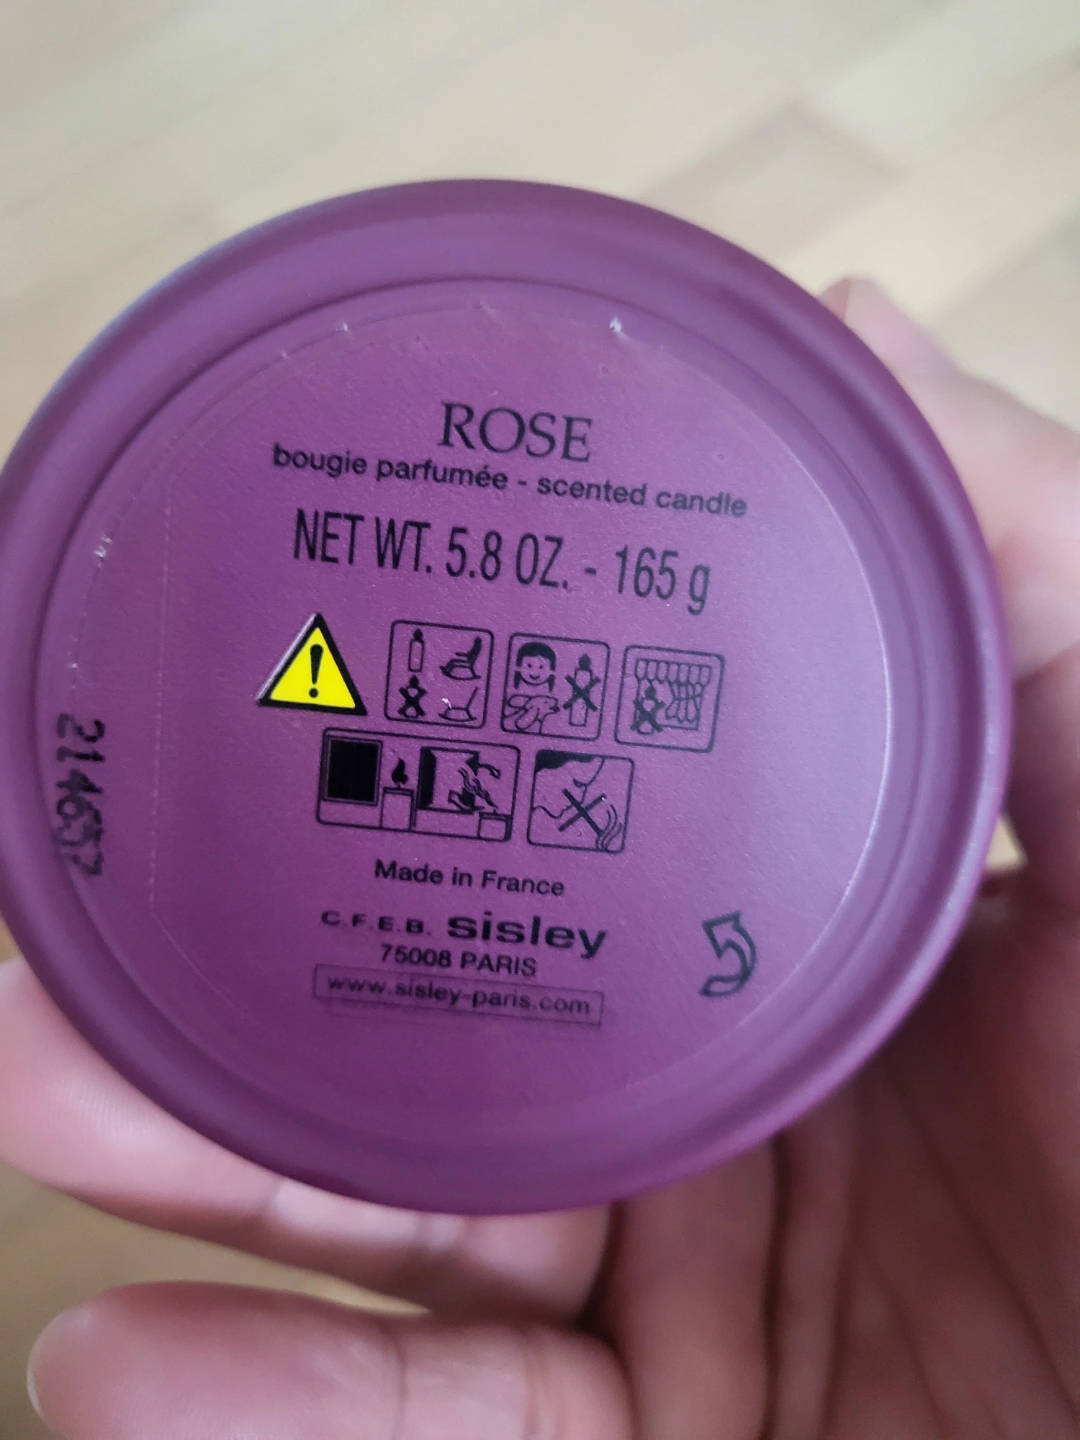 ROSE
bougie parfumée - scented candle
NET WT. 5.8 OZ. - 165 g
Made in France
C.F.E.B. sisley
75008 PARIS
www.sisley-paris.com